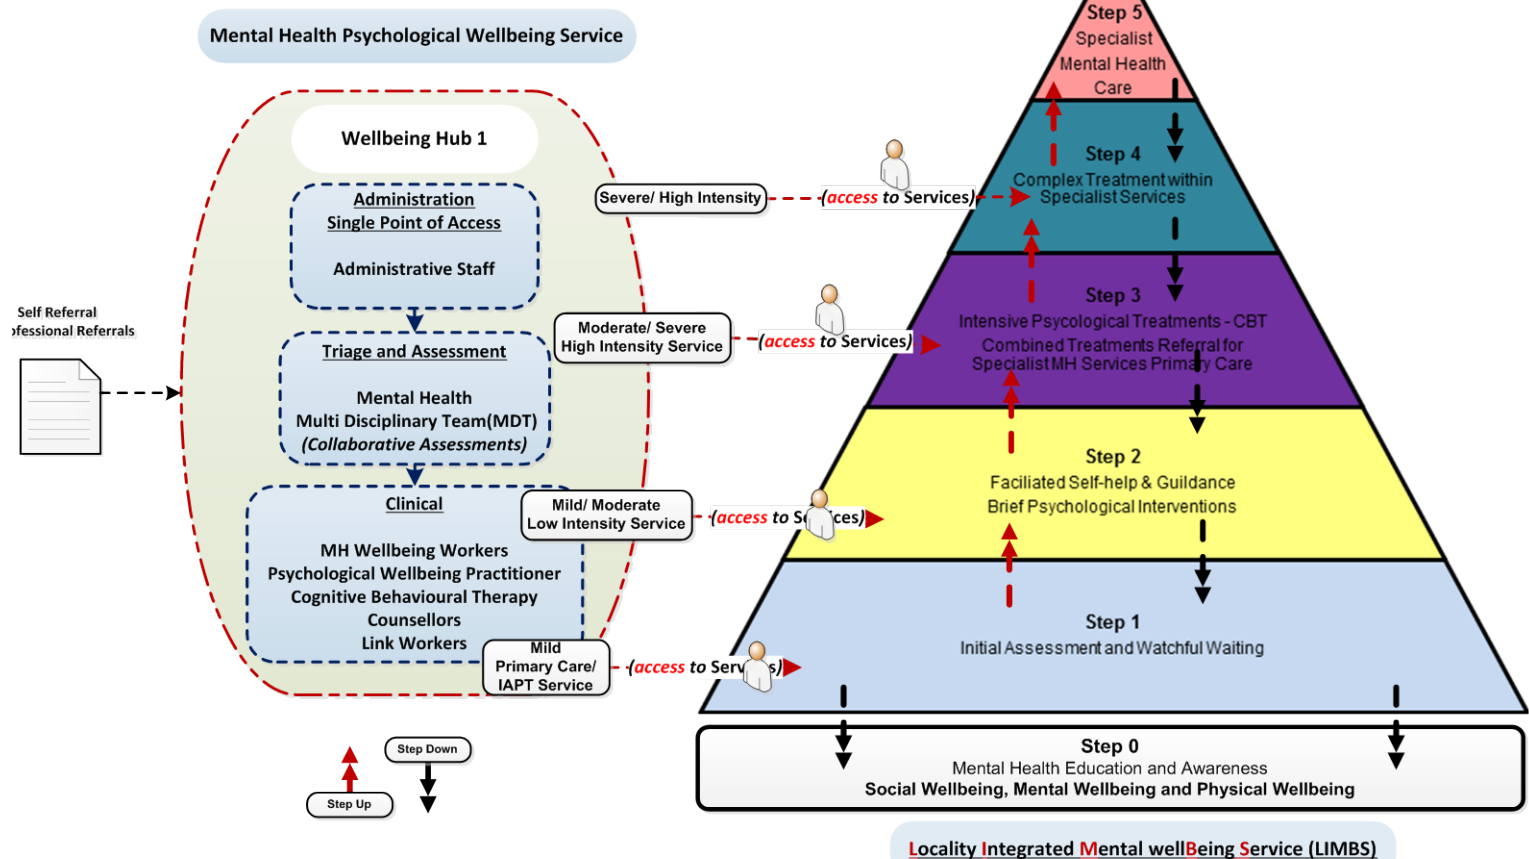 Mental Health Psychological Wellbeing Service
Wellbeing Hub 1
Administration
Single Point of Access
Administrative Staff
Self Referral
ofessional Referrals
Triage and Assessment
Mental Health
Multi Disciplinary Team(MDT)
(Collaborative Assessments)
Clinical
MH Wellbeing Workers
Psychological Wellbeing Practitioner
Cognitive Behavioural Therapy
Counsellors
Link Workers
Severe/ High Intensity
(access to Services)
Moderate/ Severe
High Intensity Service
(access to Services)
Mild/ Moderate
Low Intensity Service
(access to Services)
Mild
Primary Care/
IAPT Service
(access to Services)
Step Down
Step Up
Step 5
Specialist
Mental Health
Care
Step 4
Complex Treatment within
Specialist Services
Step 3
Intensive Psycological Treatments - CBT
Combined Treatments Referral for
Specialist MH Services Primary Care
Step 2
Faciliated Self-help & Guildance
Brief Psychological Interventions
Step 1
Initial Assessment and Watchful Waiting
Step 0
Mental Health Education and Awareness
Social Wellbeing, Mental Wellbeing and Physical Wellbeing
Locality Integrated Mental wellBeing Service (LIMBS)